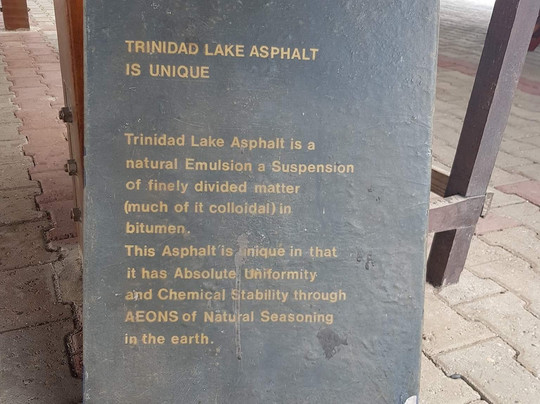 TRINIDAD LAKE ASPHALT
IS UNIQUE
Trinidad Lake Asphalt is a
natural Emulsion a Suspension
of finely divided matter
(much of it colloidal) in
bitumen.
This Asphalt is unique in that
it has Absolute Uniformity
and Chemical Stability through
AEONS of Natural Seasoning
in the earth.